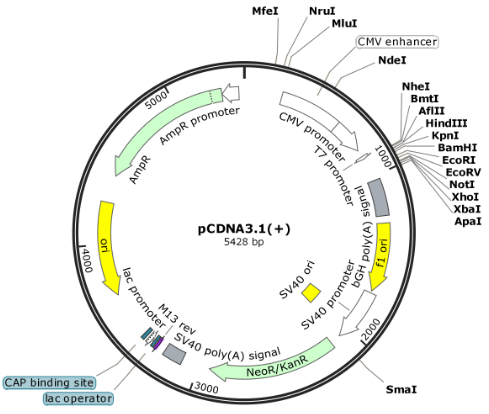 MfeI
NruI
MluI
CMV enhancer
NdeI
NheI
BmtI
AflII
HindIII
KpnI
BamHI
EcoRI
EcoRV
NotI
XhoI
XbaI
ApaI
5000
1000
AmpR promoter
AmpR
CMV promoter
T7 promoter
bGH poly(A) signal
pCDNA3.1(+)
5428 bp
ori
f1 ori
4000
lac promoter
SV40 ori
SV40 promoter
M13 rev
2000
SV40 poly(A) signal
NeoR/KanR
CAP binding site
lac operator
3000
SmaI